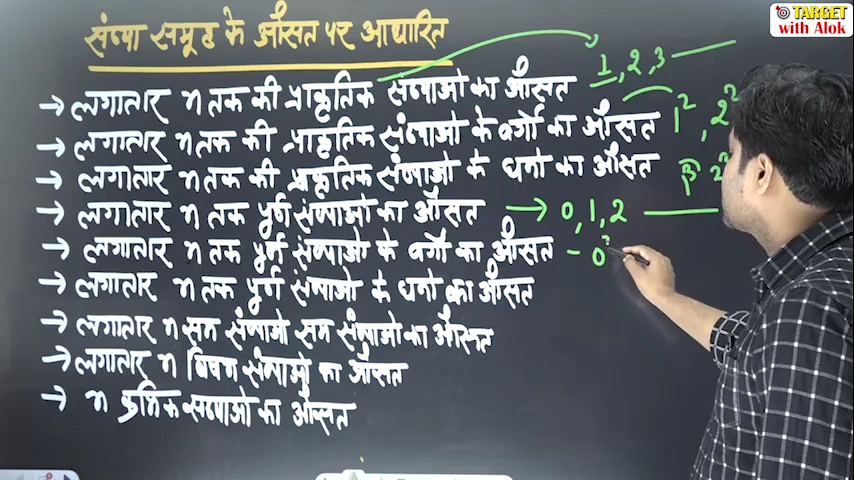 TARGET
with Alok
संख्या समूह के औसत पर आधारित
1, 2, 3
→ लगातार n तक की प्राकृतिक संख्याओ का औसत
→ लगातार n तक की प्राकृतिक संख्याओ के वर्गो का औसत 1², 2²
→ लगातार n तक की प्राकृतिक संख्याओ के घनो का औसत
→ लगातार n तक पूर्ण संख्याओ का औसत → 0, 1, 2
→ लगातार n तक पूर्ण संख्याओ के वर्गो का औसत - 0²
→ लगातार n तक पूर्ण संख्याओ के घनो का औसत
→ लगातार n सम संख्याओ सम संख्याओ का औसत
→ लगातार n विषम संख्याओ का औसत
→ n क्रमिक संख्याओ का औसत